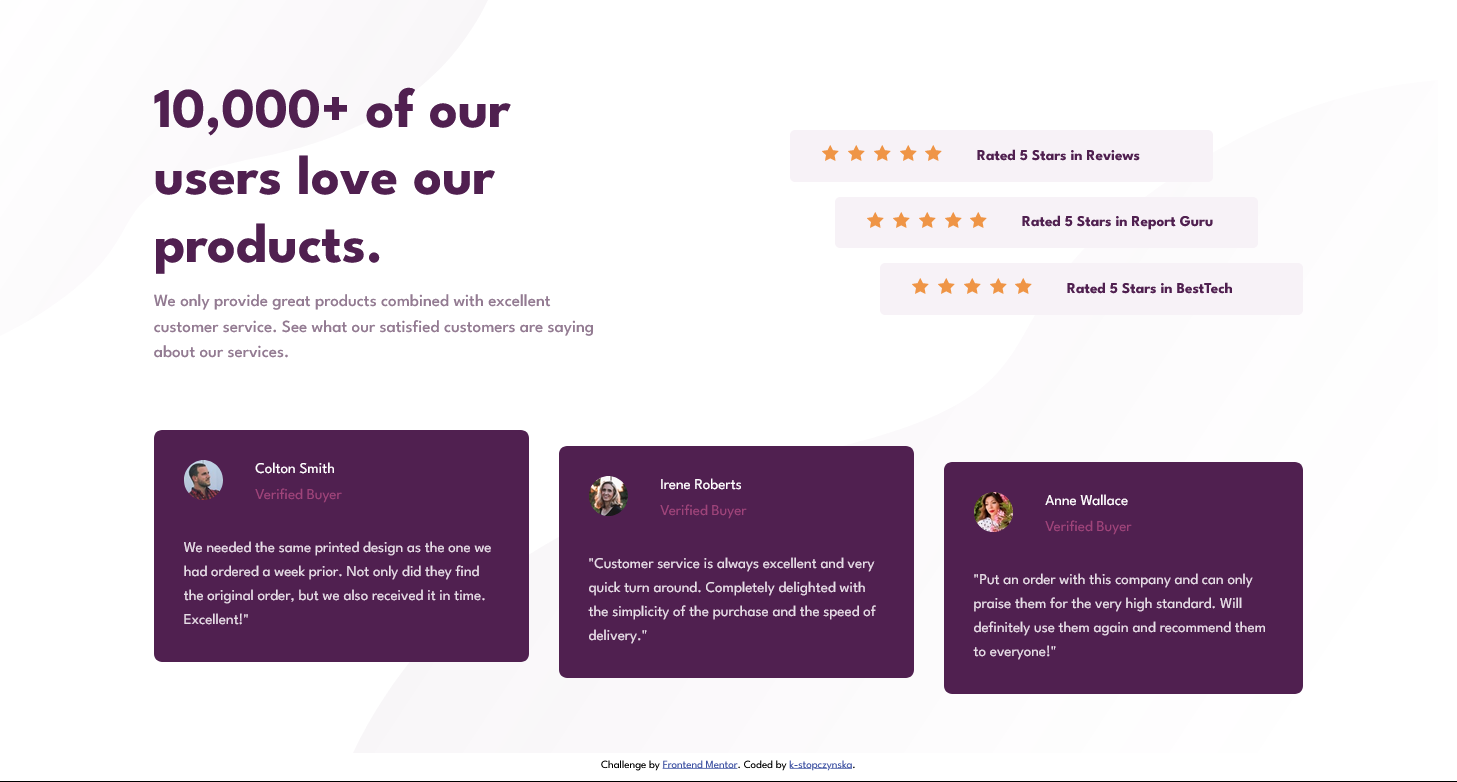 10,000+ of our
users love our
products.
We only provide great products combined with excellent
customer service. See what our satisfied customers are saying
about our services.
Rated 5 Stars in Reviews
Rated 5 Stars in Report Guru
Rated 5 Stars in BestTech
Colton Smith
Verified Buyer
We needed the same printed design as the one we
had ordered a week prior. Not only did they find
the original order, but we also received it in time.
Excellent!"
Irene Roberts
Verified Buyer
"Customer service is always excellent and very
quick turn around. Completely delighted with
the simplicity of the purchase and the speed of
delivery."
Anne Wallace
Verified Buyer
"Put an order with this company and can only
praise them for the very high standard. Will
definitely use them again and recommend them
to everyone!"
Challenge by Frontend Mentor. Coded by k-stopczynska.